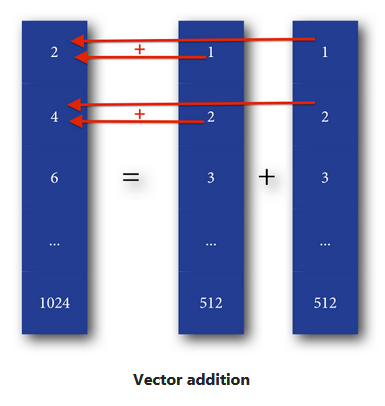 2 + 1 1
4 + 2 2
6 = 3 + 3
... ... ...
1024 512 512
Vector addition